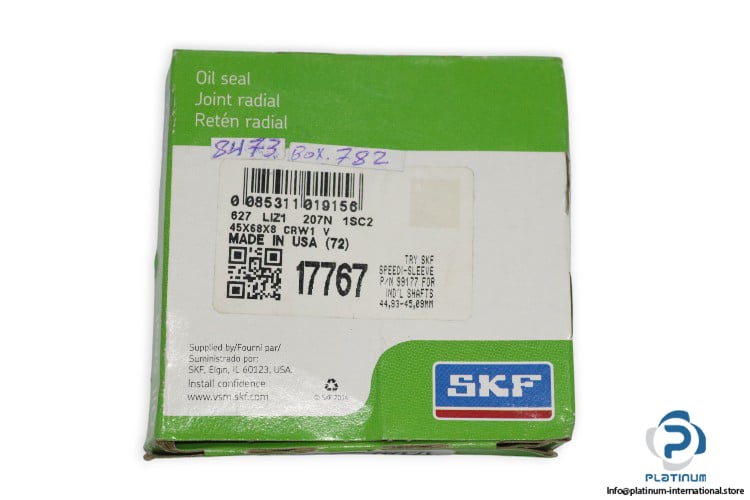 Oil seal
Joint radial
Retén radial
8473 Box.782
0 085311 019156
627 LIZ1 207N 1SC2
45X68X8 CRW1 V
MADE IN USA (72)
17767
TRY SKF
SPEEDI-SLEEVE
P/N 99177 FOR
IND'L SHAFTS
44,93-45,09MM
Supplied by/Fourni par/
Suministrado por:
SKF, Elgin, IL 60123, USA.
Install confidence
www.vsm.skf.com
© SKF 2014
SKF
PLATINUM
Info@platinum-international.store